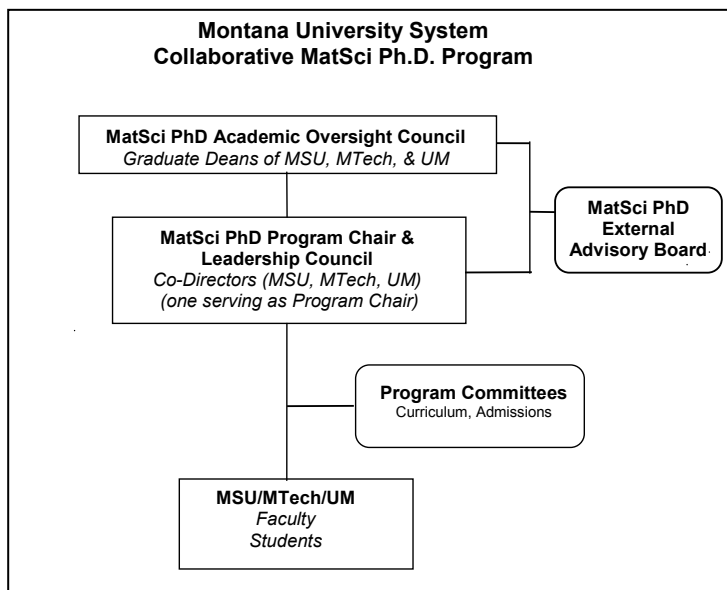 Montana University System
Collaborative MatSci Ph.D. Program
MatSci PhD Academic Oversight Council
Graduate Deans of MSU, MTech, & UM
MatSci PhD
External
Advisory Board
MatSci PhD Program Chair &
Leadership Council
Co-Directors (MSU, MTech, UM)
(one serving as Program Chair)
Program Committees
Curriculum, Admissions
MSU/MTech/UM
Faculty
Students